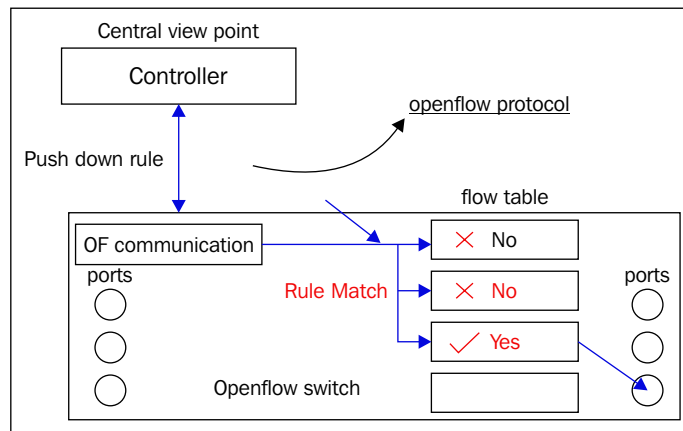 Central view point
Controller
openflow protocol
Push down rule
flow table
OF communication
No
ports
ports
Rule Match
No
Yes
Openflow switch